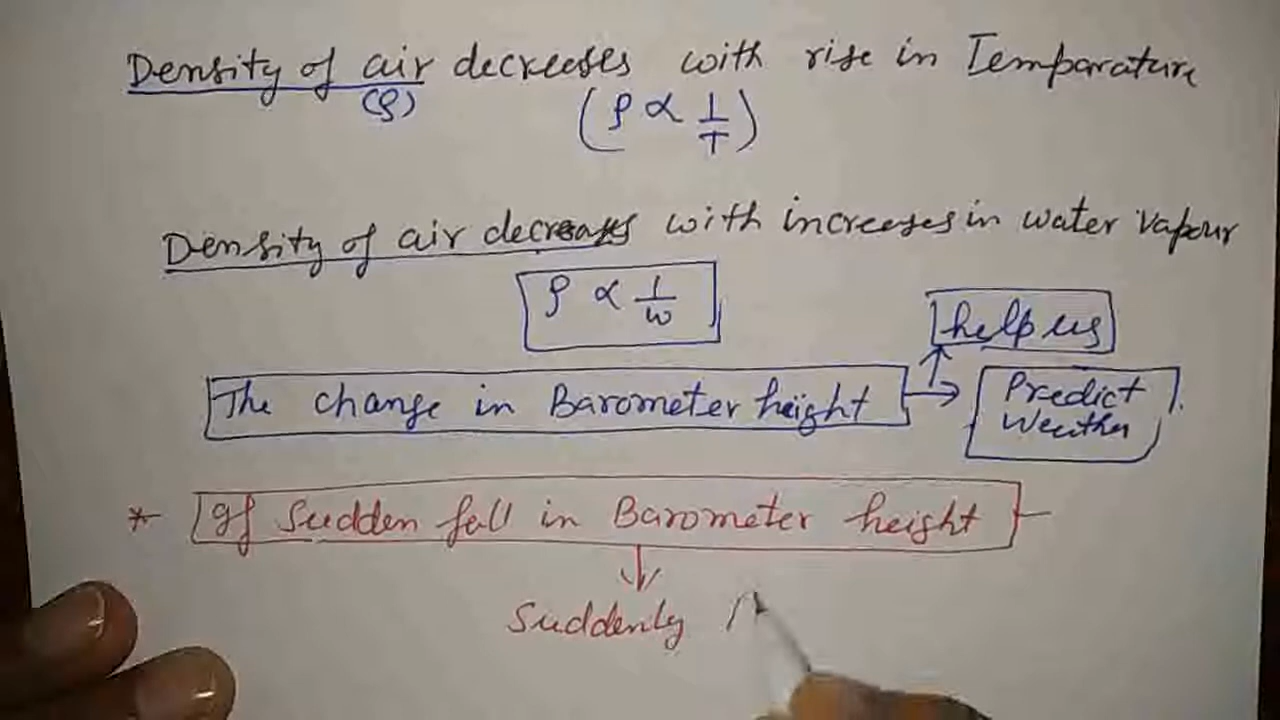 Density of air decreases with rise in Temparature
(ρ) (ρ ∝ 1/T)
Density of air decreases with increases in water vapour
ρ ∝ 1/w
help us
The change in Barometer height → Predict
Weather
* If Sudden fall in Barometer height
Suddenly